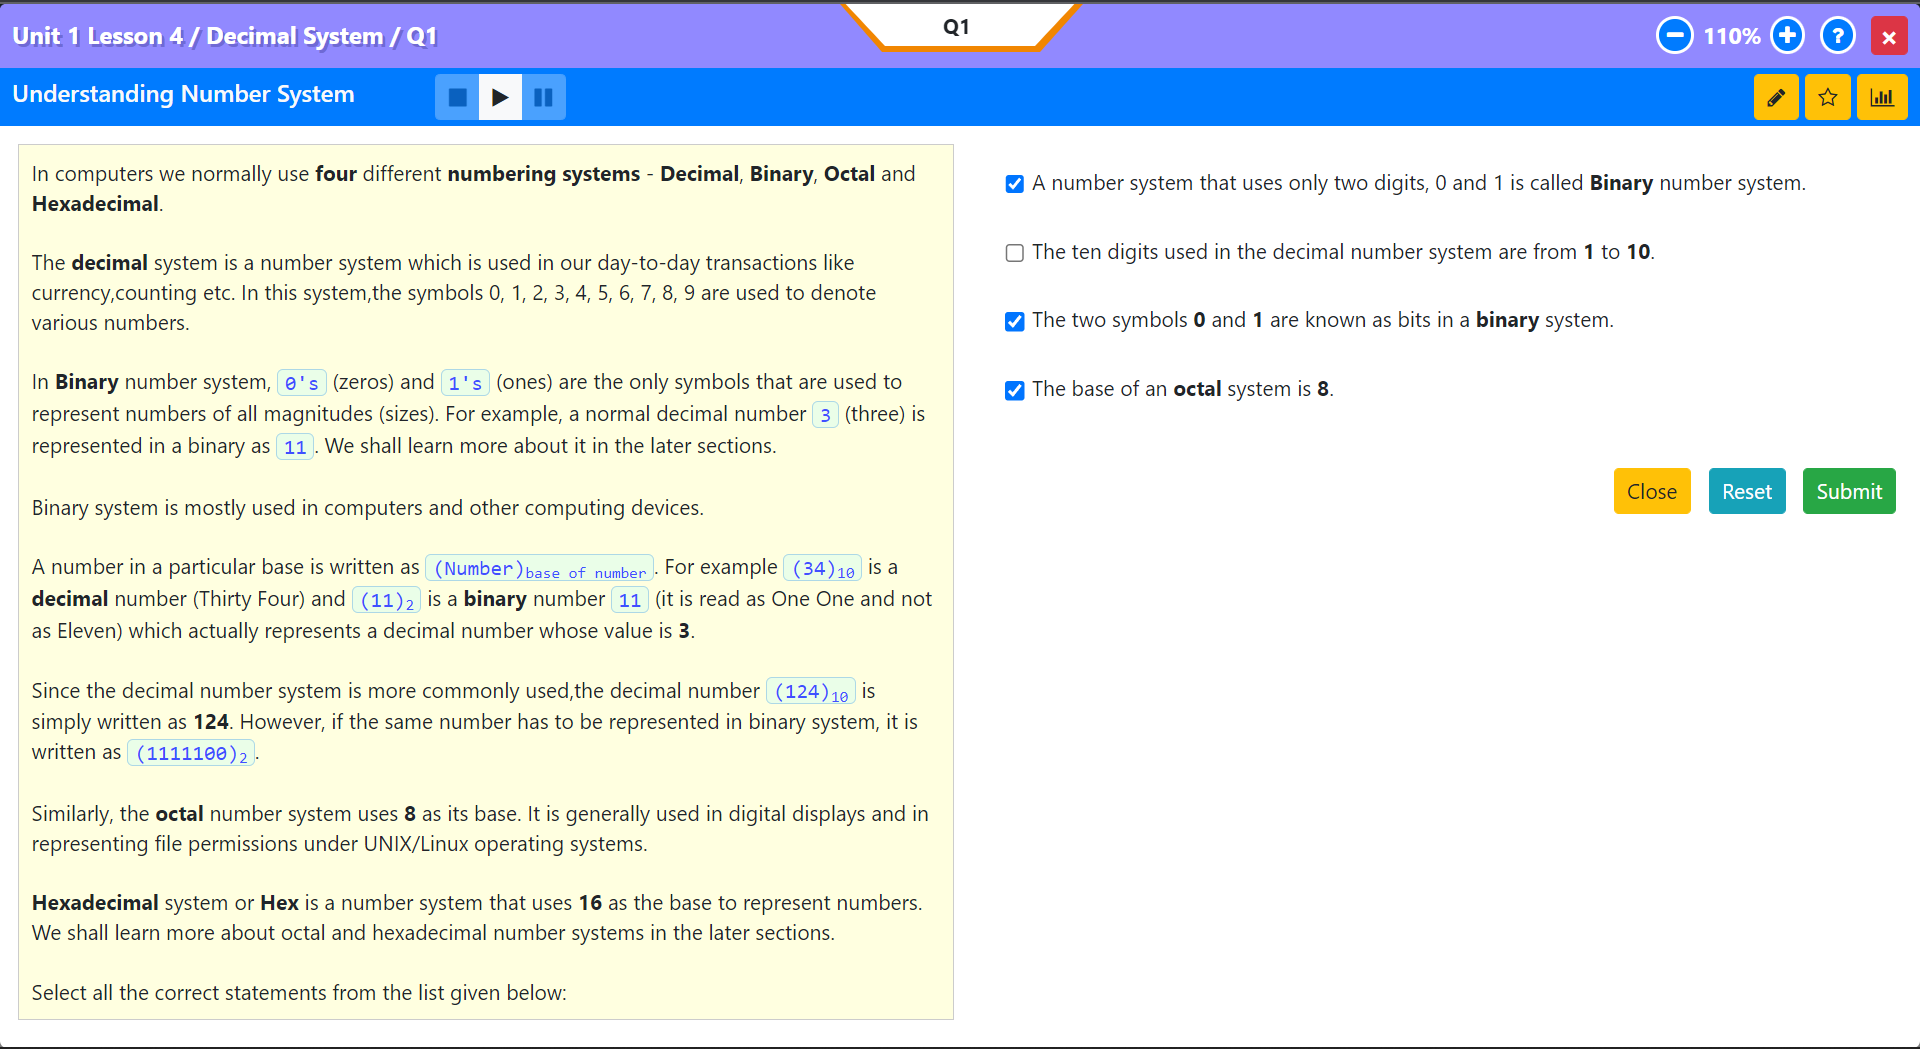 Unit 1 Lesson 4 / Decimal System / Q1
Q1
110%
?
×
Understanding Number System
In computers we normally use four different numbering systems - Decimal, Binary, Octal and
Hexadecimal.
The decimal system is a number system which is used in our day-to-day transactions like
currency,counting etc. In this system,the symbols 0, 1, 2, 3, 4, 5, 6, 7, 8, 9 are used to denote
various numbers.
In Binary number system, 0's (zeros) and 1's (ones) are the only symbols that are used to
represent numbers of all magnitudes (sizes). For example, a normal decimal number 3 (three) is
represented in a binary as 11. We shall learn more about it in the later sections.
Binary system is mostly used in computers and other computing devices.
A number in a particular base is written as (Number)base of number. For example (34)10 is a
decimal number (Thirty Four) and (11)2 is a binary number 11 (it is read as One One and not
as Eleven) which actually represents a decimal number whose value is 3.
Since the decimal number system is more commonly used,the decimal number (124)10 is
simply written as 124. However, if the same number has to be represented in binary system, it is
written as (1111100)2.
Similarly, the octal number system uses 8 as its base. It is generally used in digital displays and in
representing file permissions under UNIX/Linux operating systems.
Hexadecimal system or Hex is a number system that uses 16 as the base to represent numbers.
We shall learn more about octal and hexadecimal number systems in the later sections.
Select all the correct statements from the list given below:
A number system that uses only two digits, 0 and 1 is called Binary number system.
The ten digits used in the decimal number system are from 1 to 10.
The two symbols 0 and 1 are known as bits in a binary system.
The base of an octal system is 8.
Close
Reset
Submit